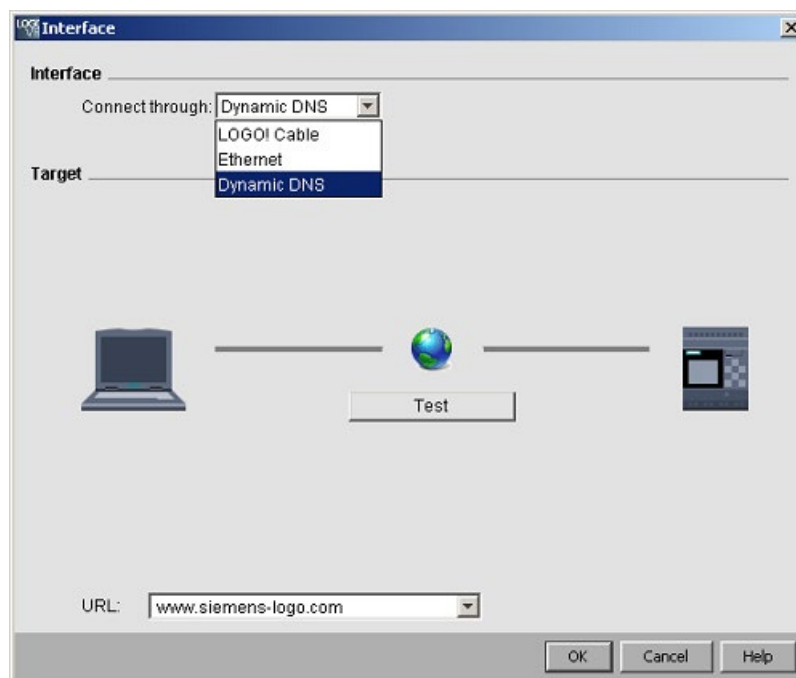 Interface
Interface
Connect through: Dynamic DNS
LOGO! Cable
Ethernet
Target
Dynamic DNS
Test
URL: www.siemens-logo.com
OK Cancel Help